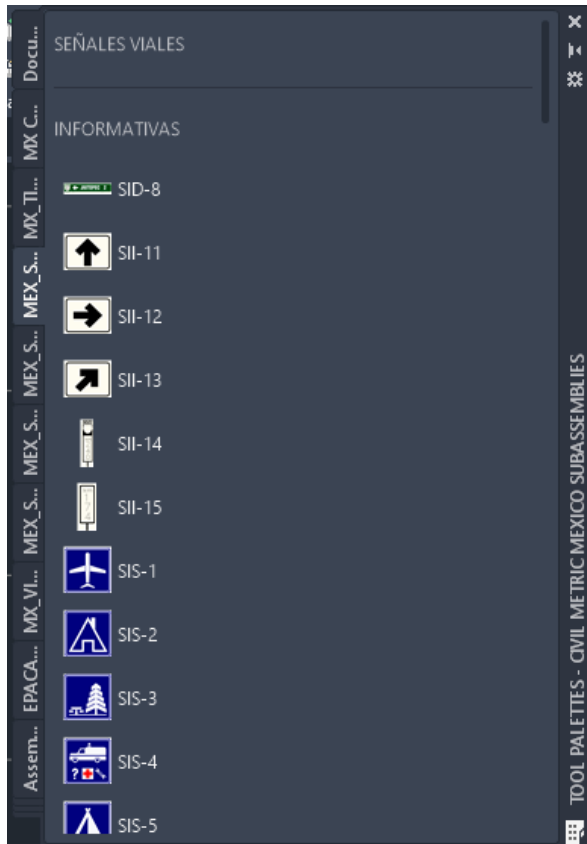 SEÑALES VIALES
INFORMATIVAS
SID-8
SII-11
SII-12
SII-13
SII-14
SII-15
SIS-1
SIS-2
SIS-3
SIS-4
?
SIS-5
Docu...
MX C...
MX_TI...
MEX_S...
MEX_S...
MEX_S...
MEX_S...
MX_VI...
EPACA...
Assem...
TOOL PALETTES - CIVIL METRIC MEXICO SUBASSEMBLIES